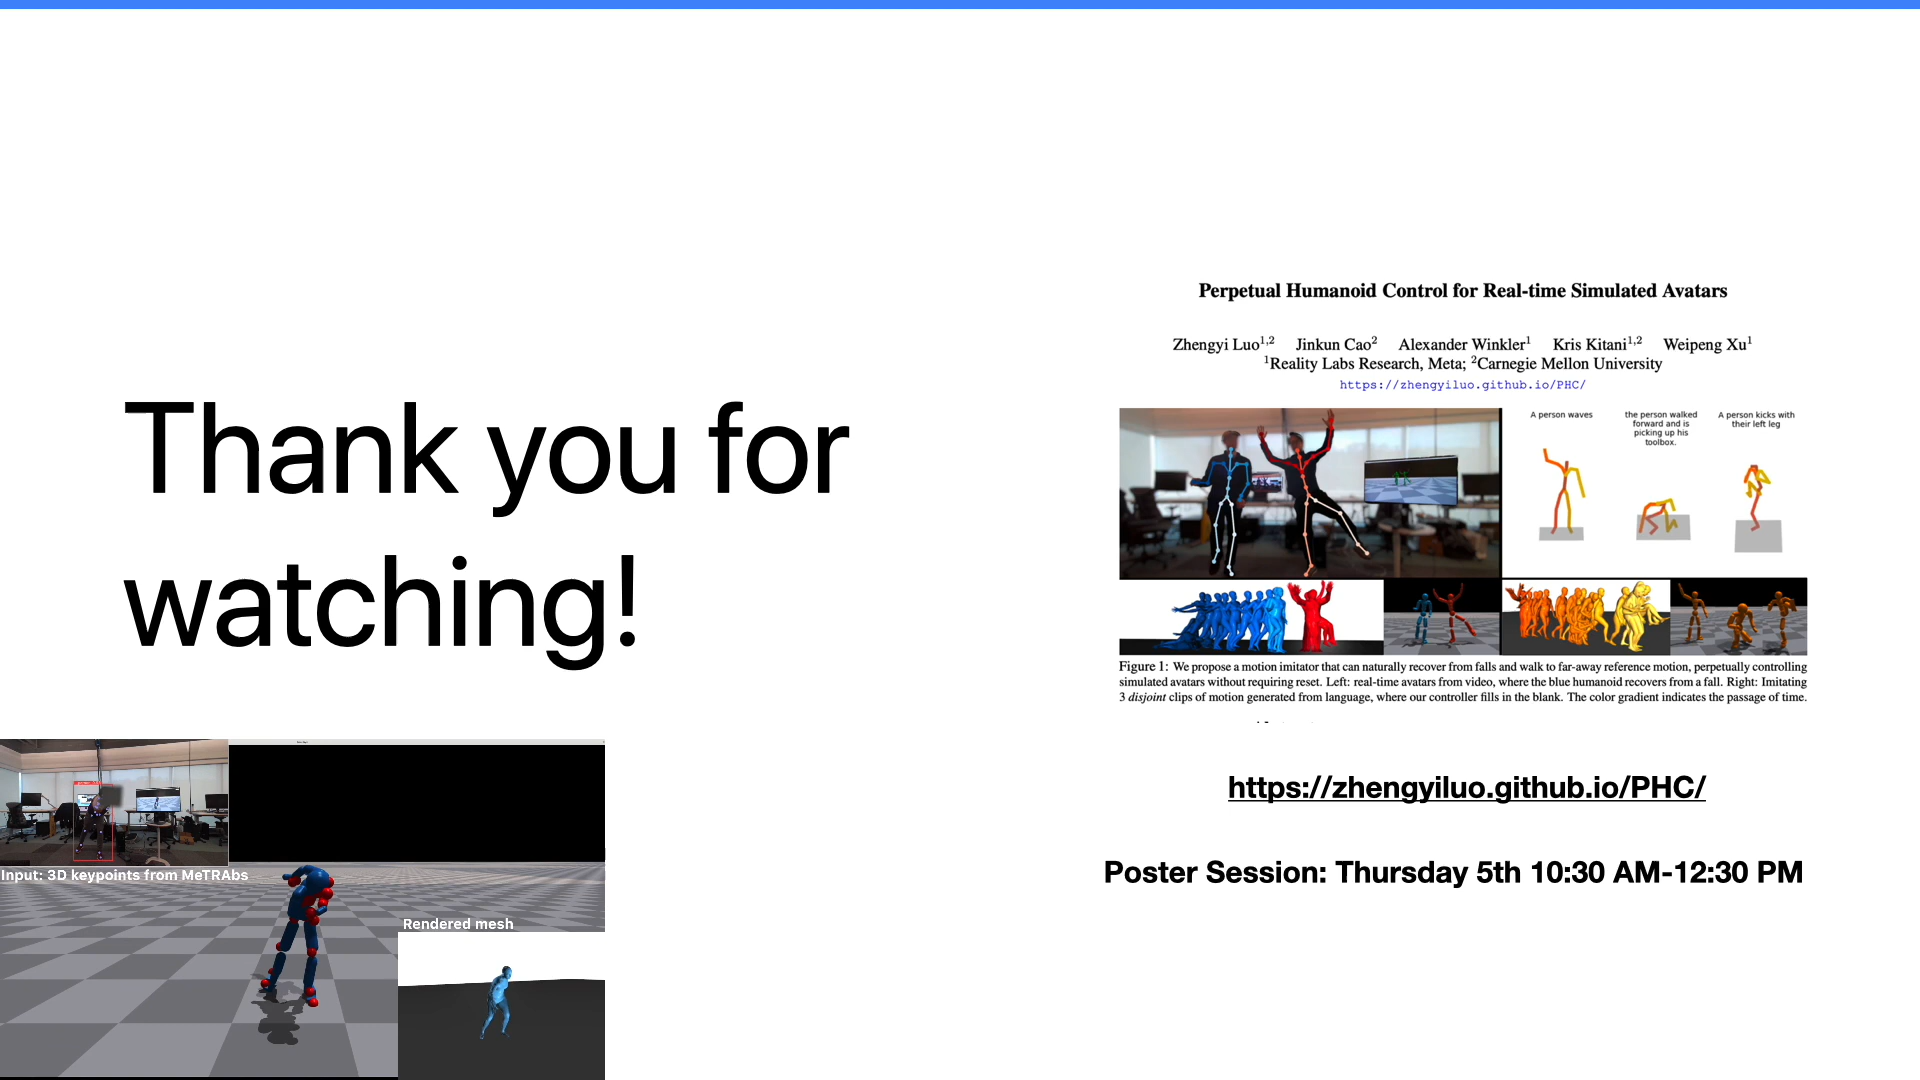 Thank you for
watching!
Input: 3D keypoints from MeTRAbs
Rendered mesh
Perpetual Humanoid Control for Real-time Simulated Avatars
Zhengyi Luo1,2 Jinkun Cao2 Alexander Winkler1 Kris Kitani1,2 Weipeng Xu1
1Reality Labs Research, Meta; 2Carnegie Mellon University
https://zhengyiluo.github.io/PHC/
A person waves
the person walked
forward and is
picking up his
toolbox.
A person kicks with
their left leg
Figure 1: We propose a motion imitator that can naturally recover from falls and walk to far-away reference motion, perpetually controlling
simulated avatars without requiring reset. Left: real-time avatars from video, where the blue humanoid recovers from a fall. Right: Imitating
3 disjoint clips of motion generated from language, where our controller fills in the blank. The color gradient indicates the passage of time.
https://zhengyiluo.github.io/PHC/
Poster Session: Thursday 5th 10:30 AM-12:30 PM